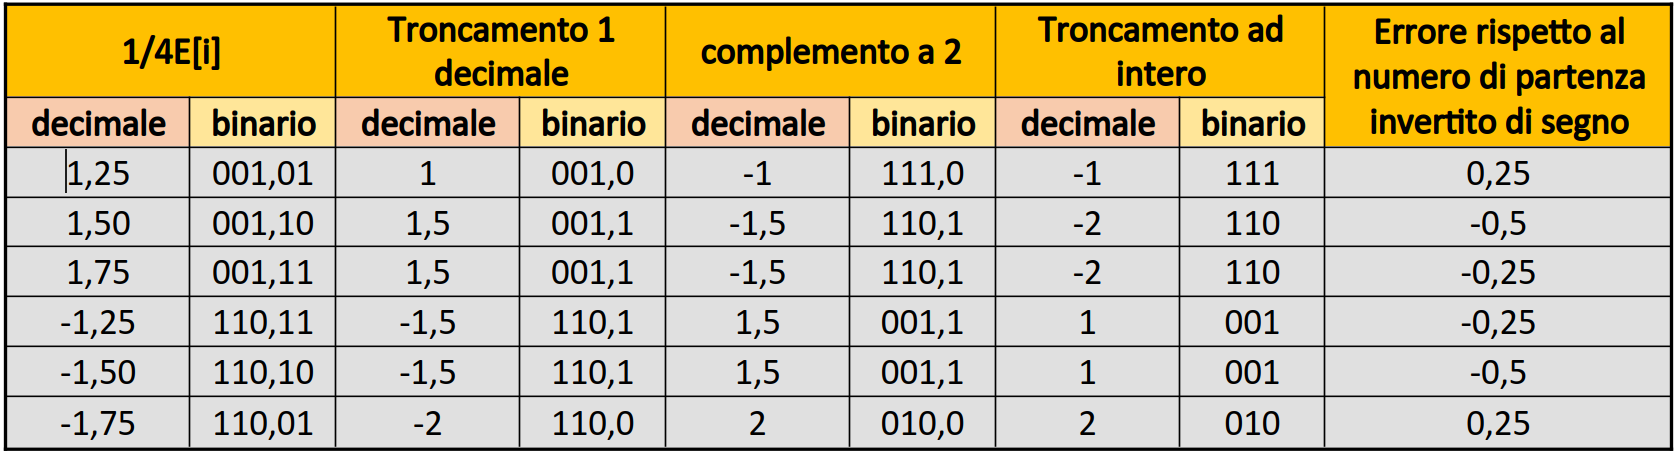 1/4E[i] Troncamento 1 decimale complemento a 2 Troncamento ad intero Errore rispetto al numero di partenza invertito di segno
decimale binario decimale binario decimale binario decimale binario
1,25 001,01 1 001,0 -1 111,0 -1 111 0,25
1,50 001,10 1,5 001,1 -1,5 110,1 -2 110 -0,5
1,75 001,11 1,5 001,1 -1,5 110,1 -2 110 -0,25
-1,25 110,11 -1,5 110,1 1,5 001,1 1 001 -0,25
-1,50 110,10 -1,5 110,1 1,5 001,1 1 001 -0,5
-1,75 110,01 -2 110,0 2 010,0 2 010 0,25